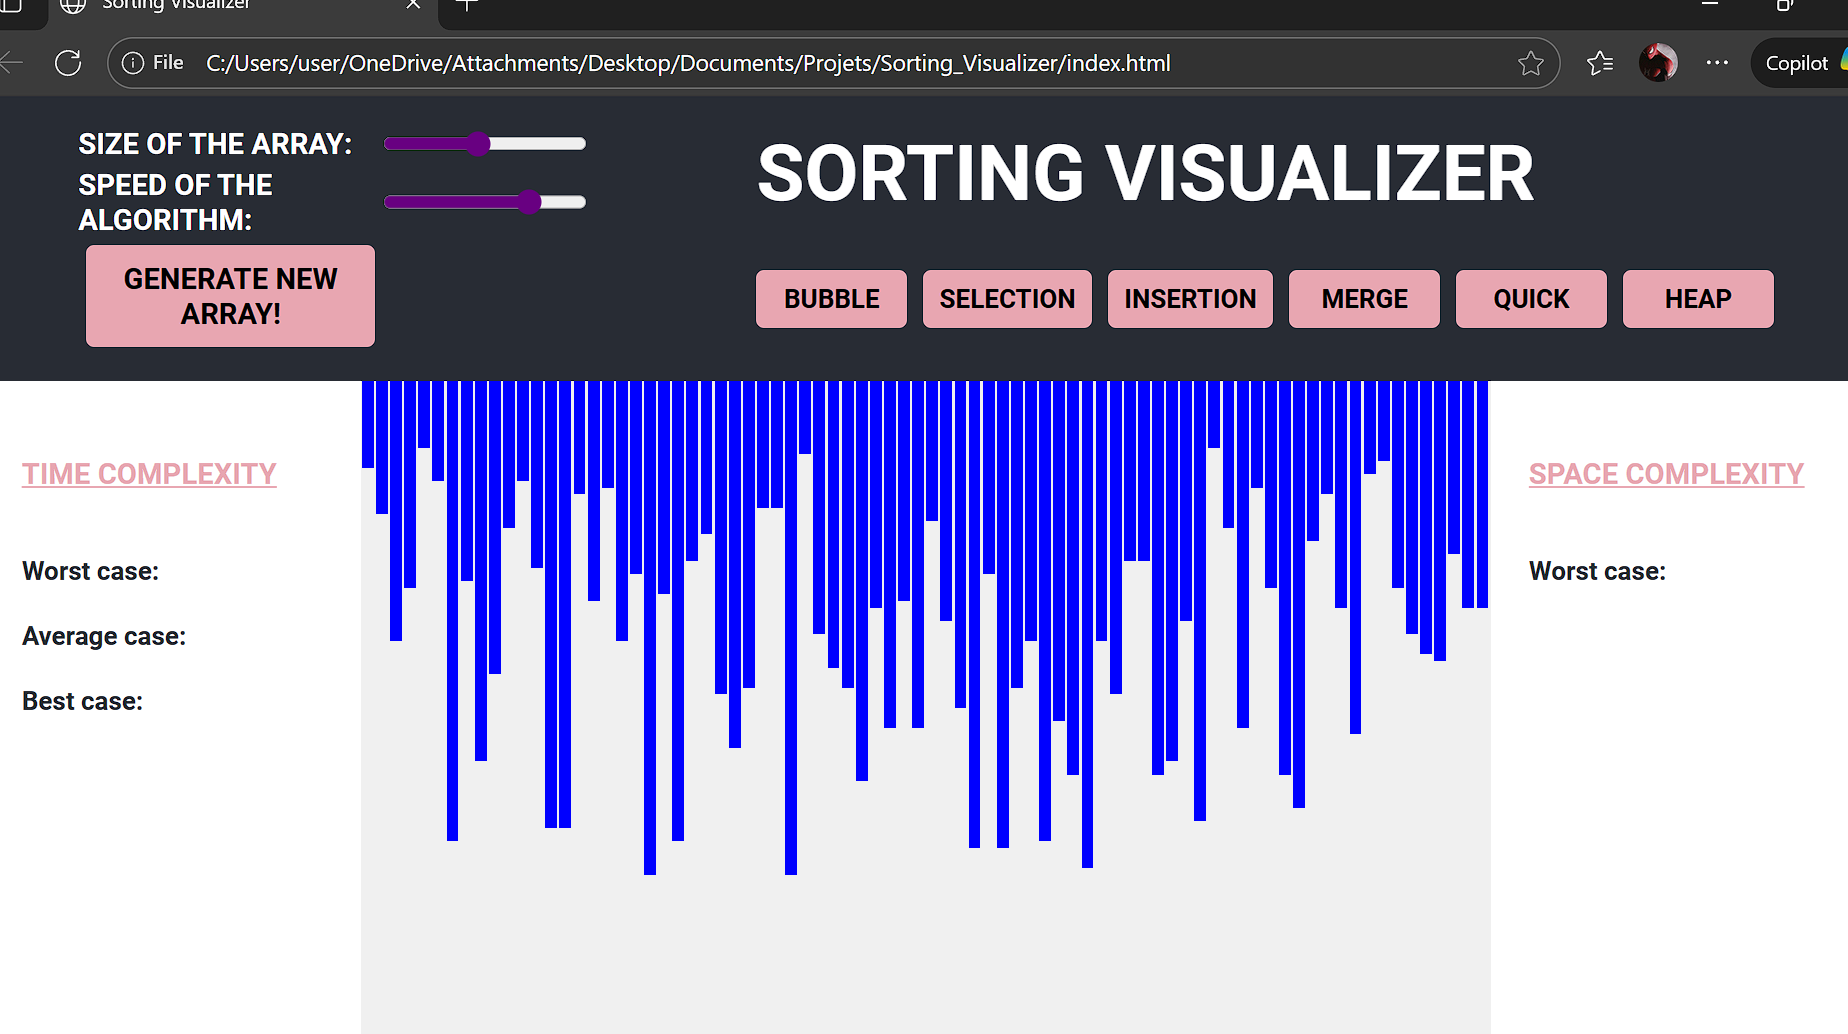 Sorting Visualizer
File C:/Users/user/OneDrive/Attachments/Desktop/Documents/Projets/Sorting_Visualizer/index.html
Copilot
SIZE OF THE ARRAY:
SPEED OF THE
ALGORITHM:
GENERATE NEW
ARRAY!
SORTING VISUALIZER
BUBBLE SELECTION INSERTION MERGE QUICK HEAP
TIME COMPLEXITY
Worst case:
Average case:
Best case:
SPACE COMPLEXITY
Worst case: